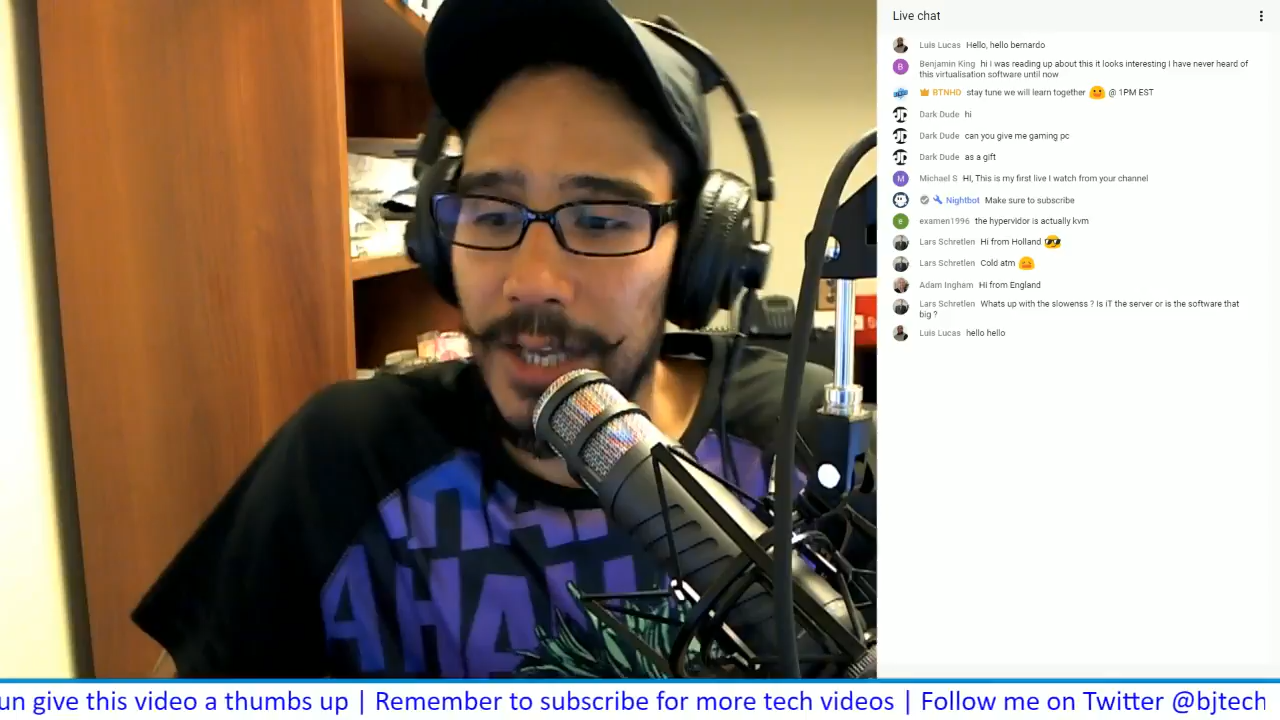 Live chat
Luis Lucas Hello, hello bernardo
Benjamin King hi i was reading up about this it looks interesting I have never heard of
this virtualisation software until now
BTNHD stay tune we will learn together @ 1PM EST
Dark Dude hi
Dark Dude can you give me gaming pc
Dark Dude as a gift
Michael S HI, This is my first live I watch from your channel
Nightbot Make sure to subscribe
examen1996 the hypervidor is actually kvm
Lars Schretlen Hi from Holland
Lars Schretlen Cold atm
Adam Ingham Hi from England
Lars Schretlen Whats up with the slowenss ? Is iT the server or is the software that
big ?
Luis Lucas hello hello
AHA
un give this video a thumbs up | Remember to subscribe for more tech videos | Follow me on Twitter @bjtech